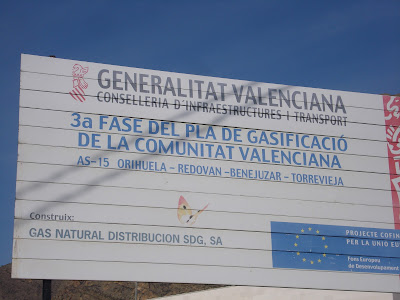 GENERALITAT VALENCIANA
CONSELLERIA D'INFRAESTRUCTURES I TRANSPORT
3a FASE DEL PLA DE GASIFICACIÓ
DE LA COMUNITAT VALENCIANA
AS-15 ORIHUELA - REDOVAN -BENEJUZAR - TORREVIEJA
Construix:
GAS NATURAL DISTRIBUCION SDG, SA
PROJECTE COFIN
PER LA UNIO EU
Fons Europeu
de Desenvolupament